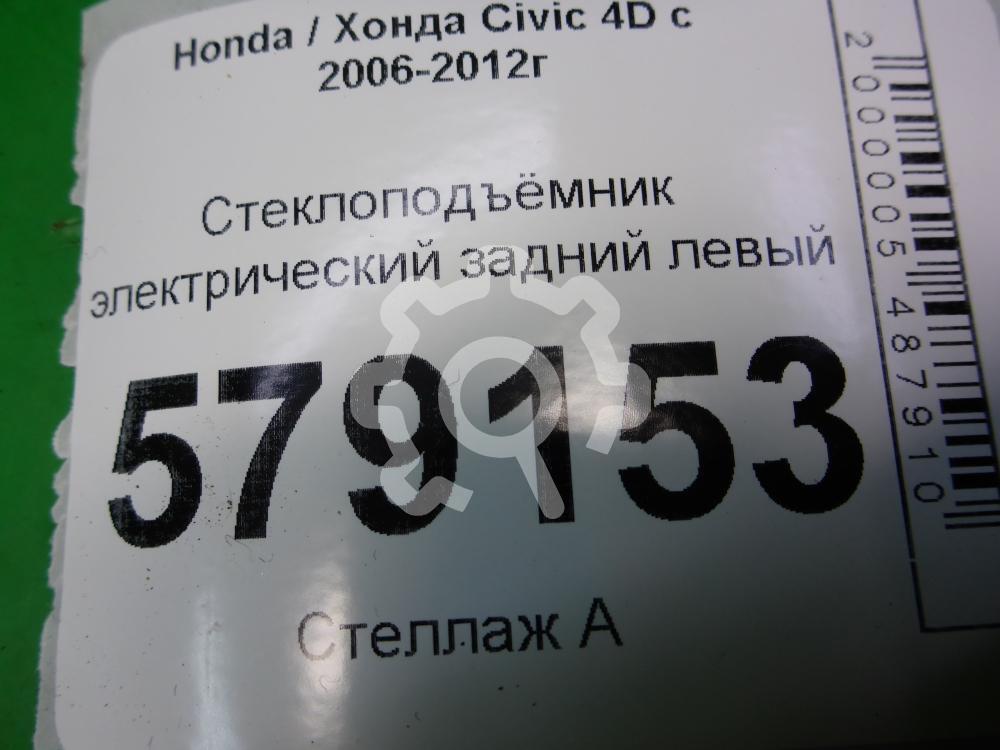 Honda / Хонда Civic 4D с
2006-2012г
Стеклоподъёмник
электрический задний левый
579153
Стеллаж А
2000005487910